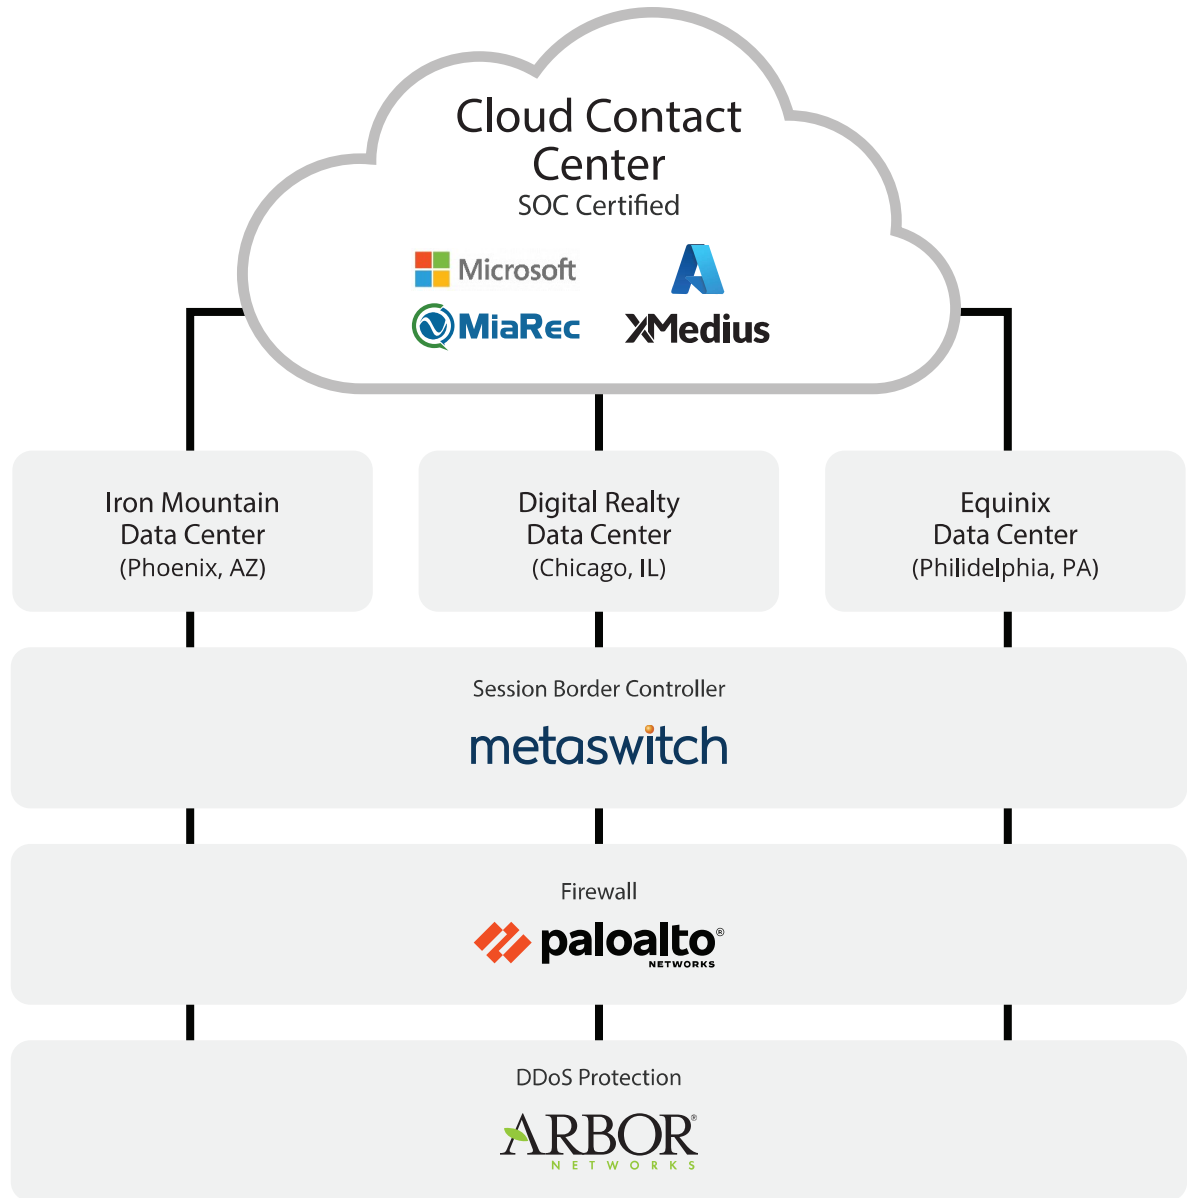 Cloud Contact
Center
SOC Certified
Microsoft
MiaRec
XMedius
Iron Mountain
Data Center
(Phoenix, AZ)
Digital Realty
Data Center
(Chicago, IL)
Equinix
Data Center
(Philidelphia, PA)
Session Border Controller
metaswitch
Firewall
paloalto®
NETWORKS
DDoS Protection
ARBOR®
NETWORKS